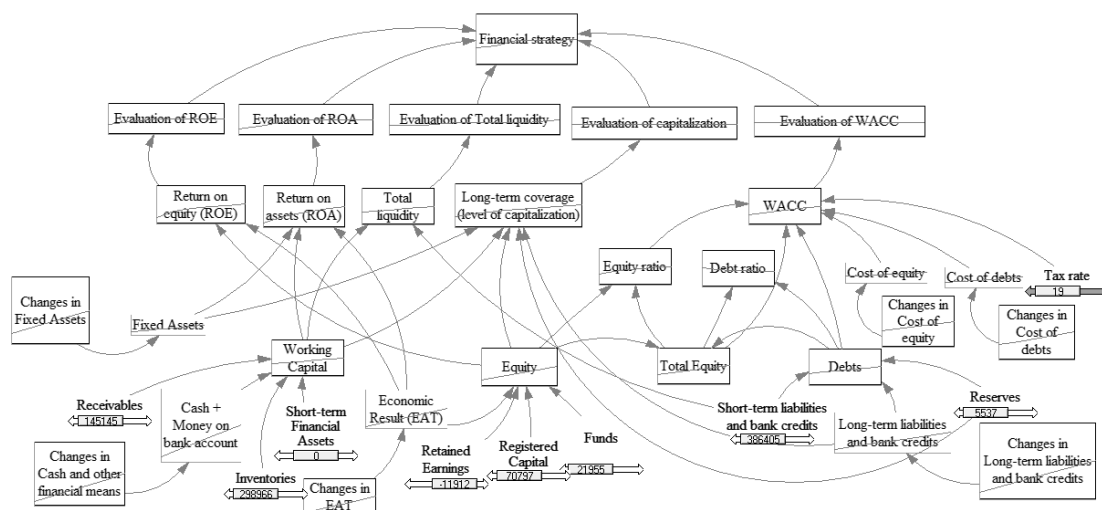 Financial strategy
Evaluation of ROE
Evaluation of ROA
Evaluation of Total liquidity
Evaluation of capitalization
Evaluation of WACC
Return on
equity (ROE)
Return on
assets (ROA)
Total
liquidity
Long-term coverage
(level of capitalization)
WACC
Equity ratio
Debt ratio
Cost of equity
Cost of debts
Tax rate
19
Changes in
Fixed Assets
Fixed Assets
Changes in
Cost of
equity
Changes in
Cost of
debts
Working
Capital
Equity
Total Equity
Debts
Receivables
145145
Cash +
Money on
bank account
Short-term
Financial
Assets
0
Economic
Result (EAT)
Retained
Earnings
-11912
Registered
Capital
70797
Funds
21955
Short-term liabilities
and bank credits
386405
Long-term liabilities
and bank credits
Reserves
5537
Changes in
Cash and other
financial means
Inventories
298966
Changes in
EAT
Changes in
Long-term liabilities
and bank credits